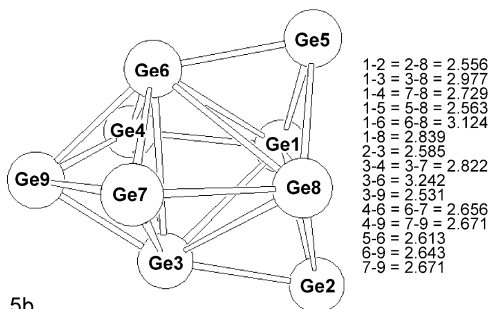 Ge5
Ge6
Ge4
Ge1
Ge9
Ge7
Ge8
Ge3
Ge2
1-2 = 2-8 = 2.556
1-3 = 3-8 = 2.977
1-4 = 7-8 = 2.729
1-5 = 5-8 = 2.563
1-6 = 6-8 = 3.124
1-8 = 2.839
2-3 = 2.585
3-4 = 3-7 = 2.822
3-6 = 3.242
3-9 = 2.531
4-6 = 6-7 = 2.656
4-9 = 7-9 = 2.671
5-6 = 2.613
6-9 = 2.643
7-9 = 2.671
5b